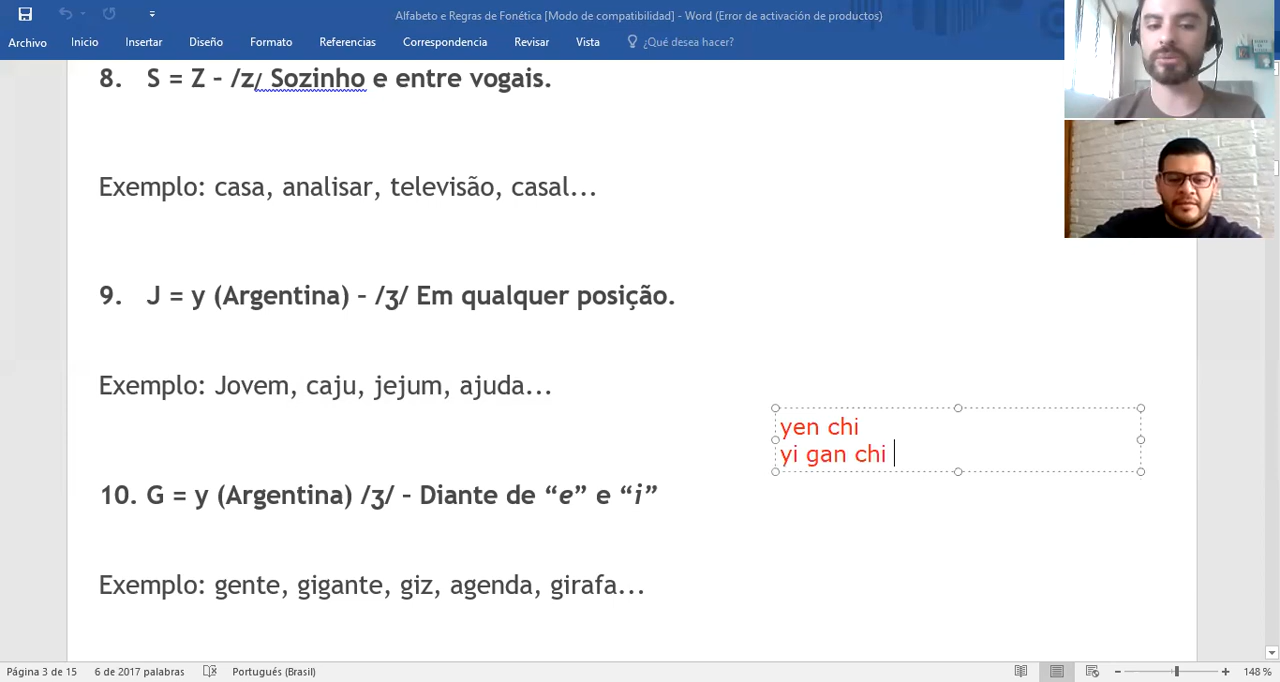 Alfabeto e Regras de Fonética [Modo de compatibilidad] - Word (Error de activación de productos)
Archivo Inicio Insertar Diseño Formato Referencias Correspondencia Revisar Vista ¿Qué desea hacer?
8. S = Z – /z/ Sozinho e entre vogais.
Exemplo: casa, analisar, televisão, casal...
9. J = y (Argentina) – /ʒ/ Em qualquer posição.
Exemplo: Jovem, caju, jejum, ajuda...
yen chi
yi gan chi
10. G = y (Argentina) /ʒ/ – Diante de “e” e “i”
Exemplo: gente, gigante, giz, agenda, girafa...
Página 3 de 15 6 de 2017 palabras Português (Brasil) 148 %